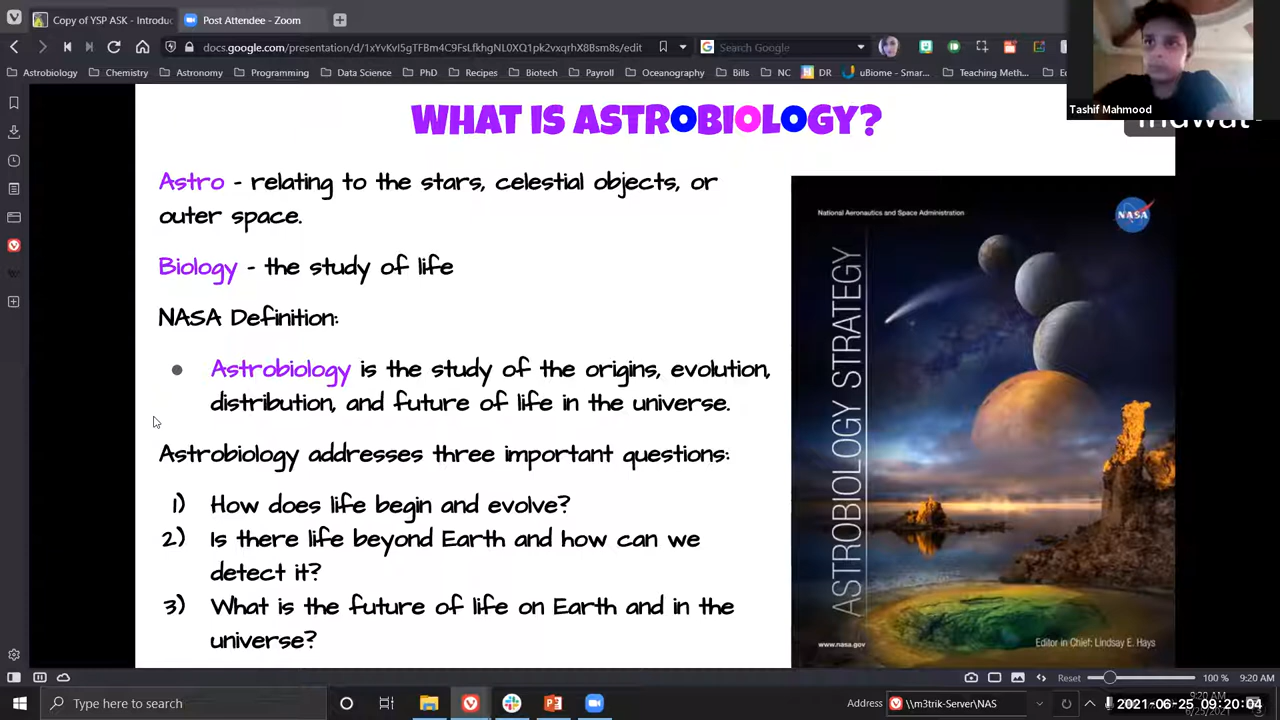 Copy of YSP ASK - Introduc
Post Attendee - Zoom
docs.google.com/presentation/d/1xYvKvI5gTFBm4C9FsLfkhgNL0XQ1pk2vxqrhX8Bsm8s/edit
Search Google
Astrobiology
Chemistry
Astronomy
Programming
Data Science
PhD
Recipes
Biotech
Payroll
Oceanography
Bills
NC
DR
uBiome - Smar...
Teaching Meth...
Tashif Mahmood
WHAT IS ASTROBIOLOGY?
Astro - relating to the stars, celestial objects, or
outer space.
Biology - the study of life
NASA Definition:
● Astrobiology is the study of the origins, evolution,
distribution, and future of life in the universe.
Astrobiology addresses three important questions:
1) How does life begin and evolve?
2) Is there life beyond Earth and how can we
detect it?
3) What is the future of life on Earth and in the
universe?
National Aeronautics and Space Administration
NASA
ASTROBIOLOGY STRATEGY
www.nasa.gov
Editor in Chief: Lindsay E. Hays
Reset
100 %
9:20 AM
Type here to search
Address
\\m3trik-Server\NAS
9:20 AM
2021-06-25 09:20:04